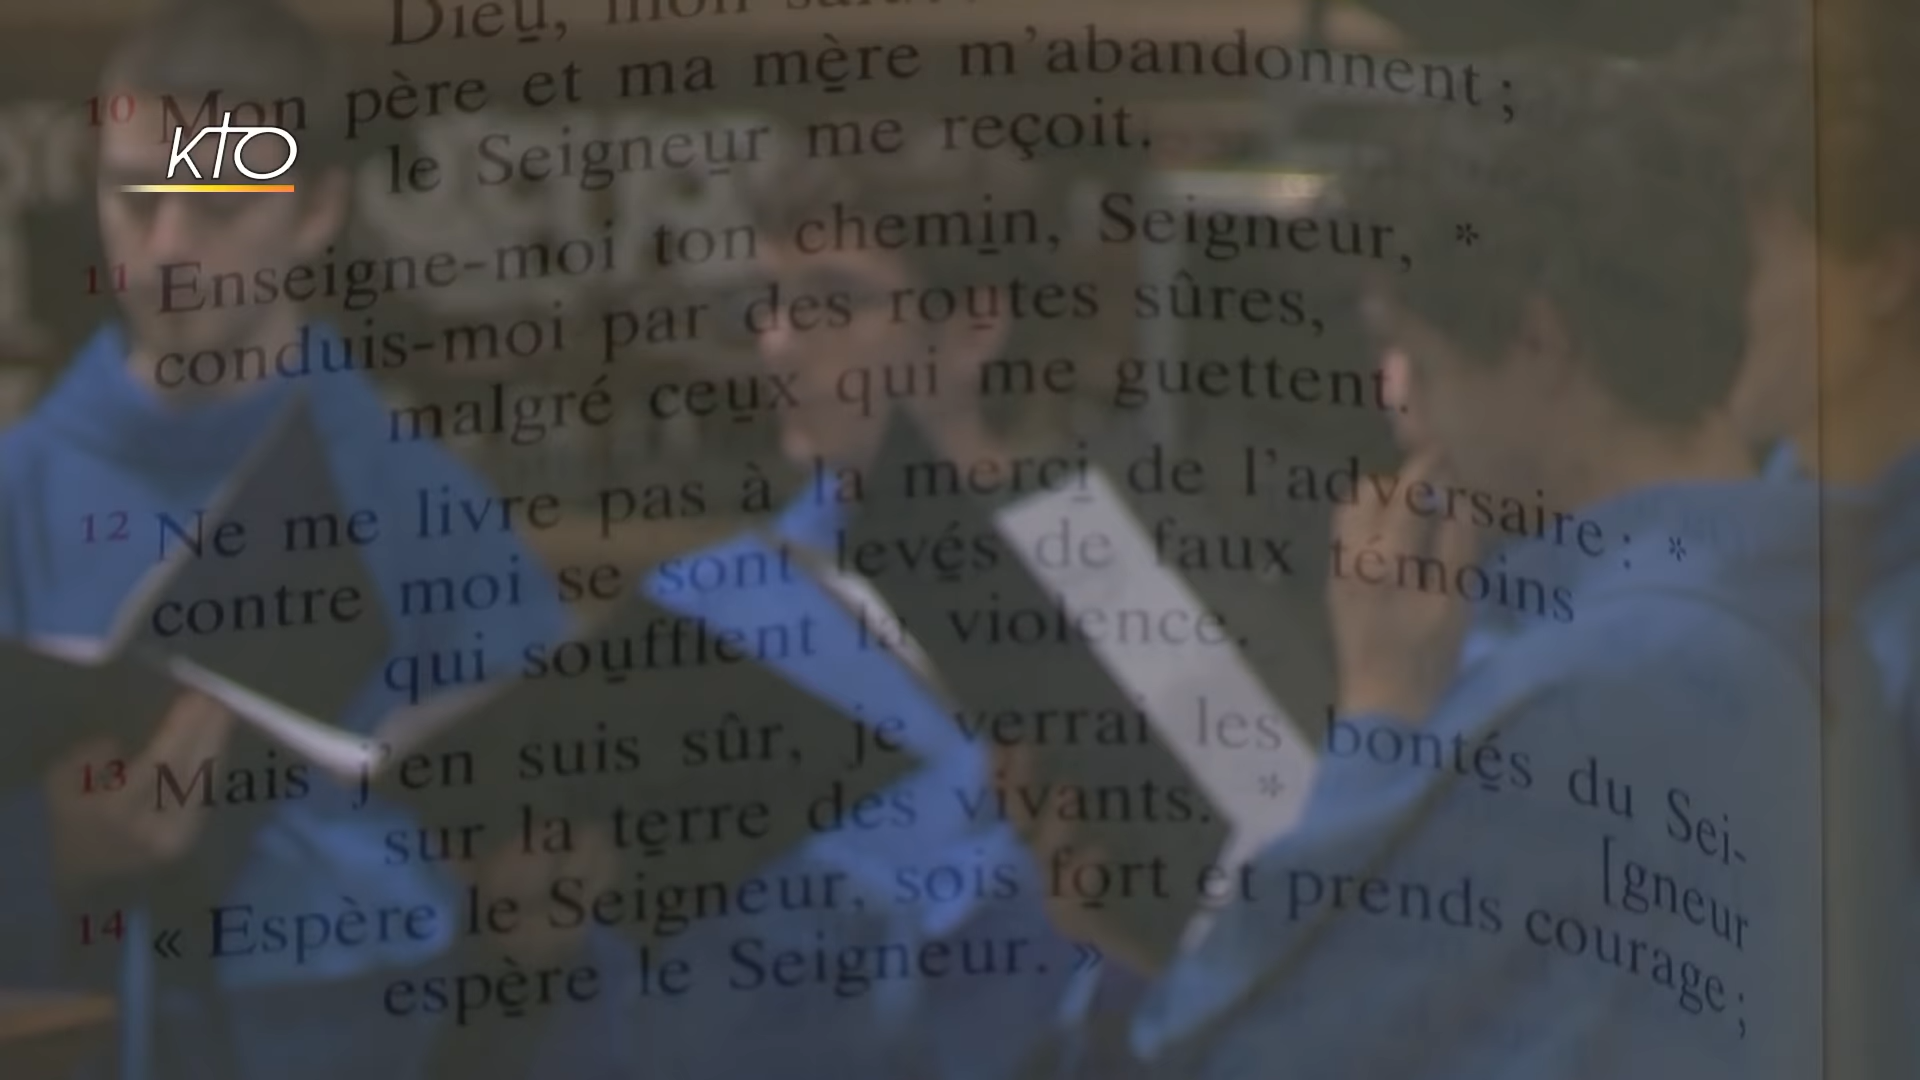 Dieu, mon
10 Mon père et ma mère m'abandonnent ;
le Seigneur me reçoit.
KTO
11 Enseigne-moi ton chemin, Seigneur, *
conduis-moi par des routes sûres,
malgré ceux qui me guettent.
12 Ne me livre pas à la merci de l'adversaire : *
contre moi se sont levés de faux témoins
qui soufflent la violence.
13 Mais j'en suis sûr, je verrai les bontés du Sei-
[gneur
sur la terre des vivants. *
14 « Espère le Seigneur, sois fort et prends courage ;
espère le Seigneur. »